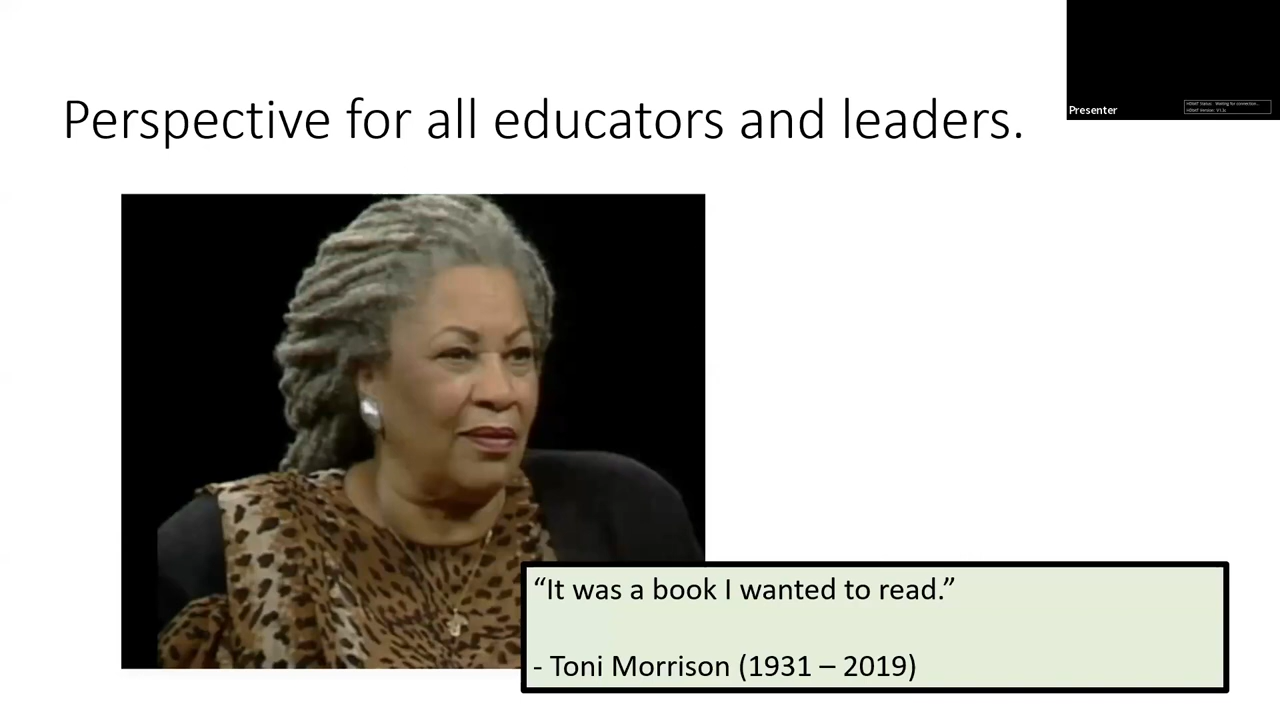 Perspective for all educators and leaders.
Presenter
“It was a book I wanted to read.”
- Toni Morrison (1931 – 2019)